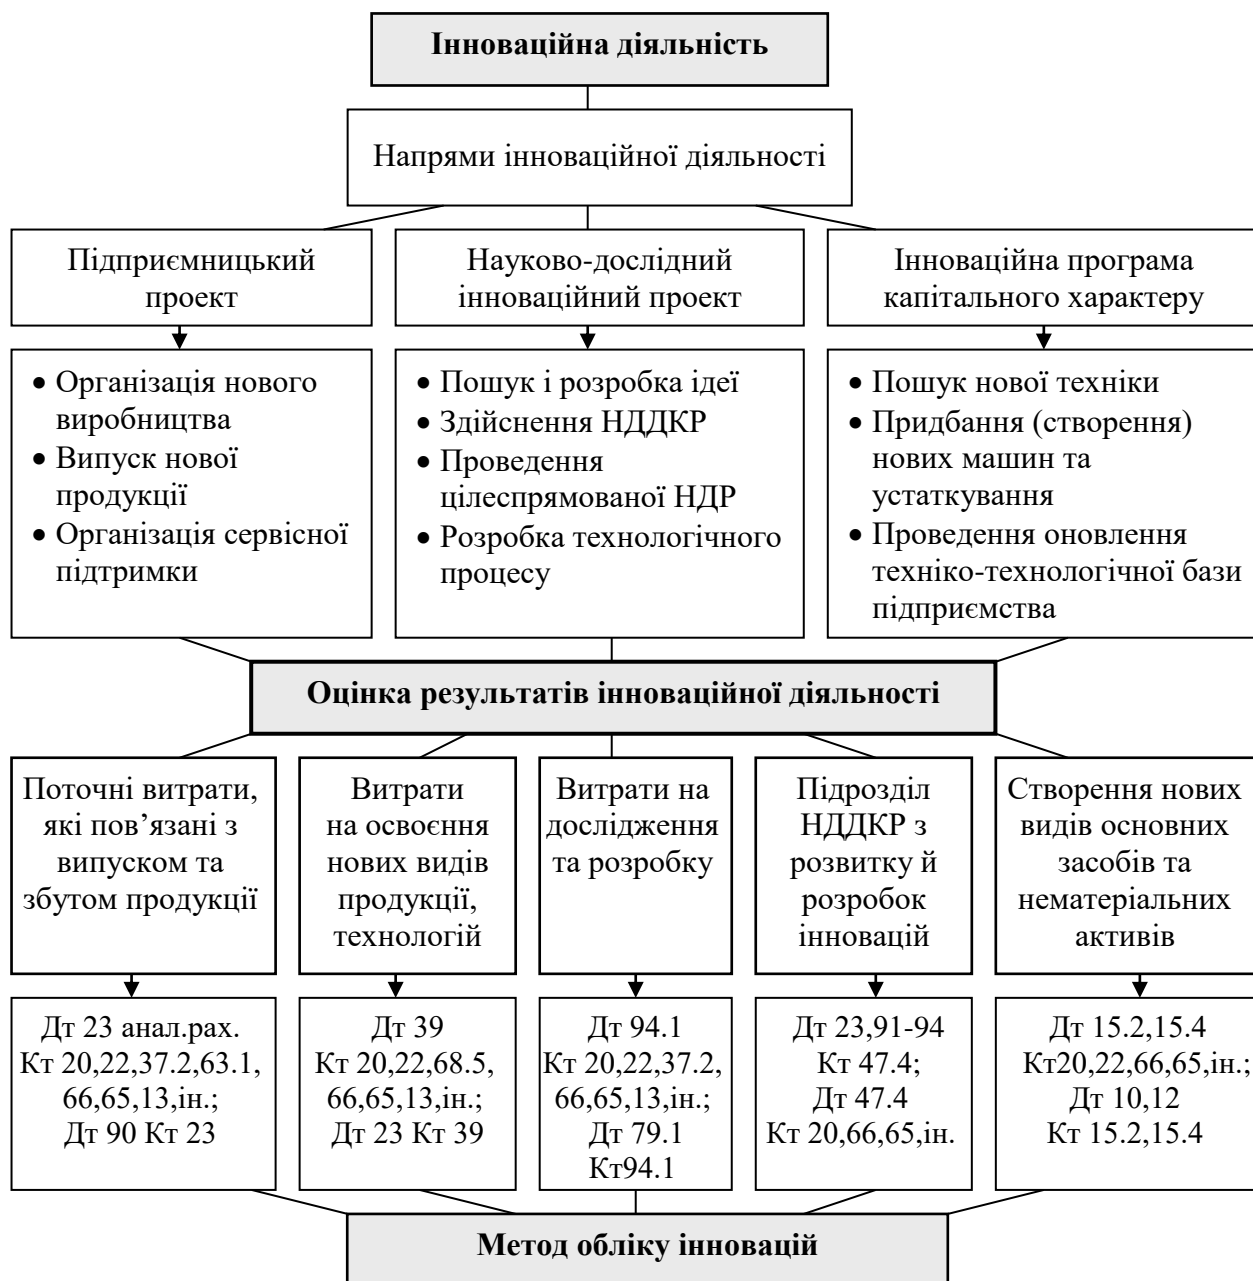 Інноваційна діяльність
Напрями інноваційної діяльності
Підприємницький
проект
Науково-дослідний
інноваційний проект
Інноваційна програма
капітального характеру
• Організація нового
виробництва
• Випуск нової
продукції
• Організація сервісної
підтримки
• Пошук і розробка ідеї
• Здійснення НДДКР
• Проведення
цілеспрямованої НДР
• Розробка технологічного
процесу
• Пошук нової техніки
• Придбання (створення)
нових машин та
устаткування
• Проведення оновлення
техніко-технологічної бази
підприємства
Оцінка результатів інноваційної діяльності
Поточні витрати,
які пов’язані з
випуском та
збутом продукції
Витрати
на освоєння
нових видів
продукції,
технологій
Витрати на
дослідження
та розробку
Підрозділ
НДДКР з
розвитку й
розробок
інновацій
Створення нових
видів основних
засобів та
нематеріальних
активів
Дт 23 анал.рах.
Кт 20,22,37.2,63.1,
66,65,13,ін.;
Дт 90 Кт 23
Дт 39
Кт 20,22,68.5,
66,65,13,ін.;
Дт 23 Кт 39
Дт 94.1
Кт 20,22,37.2,
66,65,13,ін.;
Дт 79.1
Кт94.1
Дт 23,91-94
Кт 47.4;
Дт 47.4
Кт 20,66,65,ін.
Дт 15.2,15.4
Кт20,22,66,65,ін.;
Дт 10,12
Кт 15.2,15.4
Метод обліку інновацій